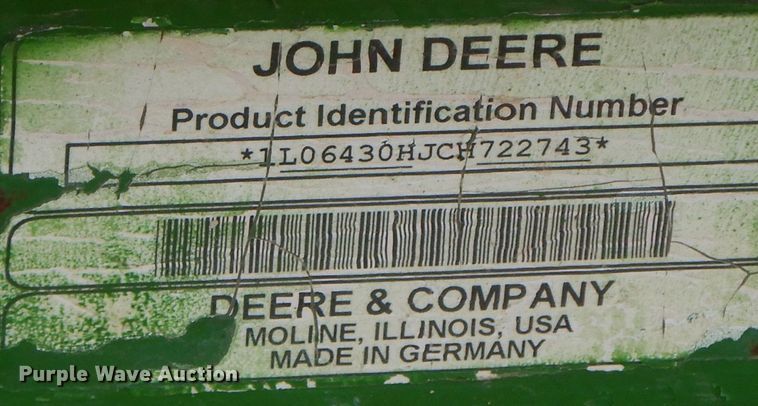 JOHN DEERE
Product Identification Number
*1L06430HJCH722743*
DEERE & COMPANY
MOLINE, ILLINOIS, USA
MADE IN GERMANY
Purple Wave Auction